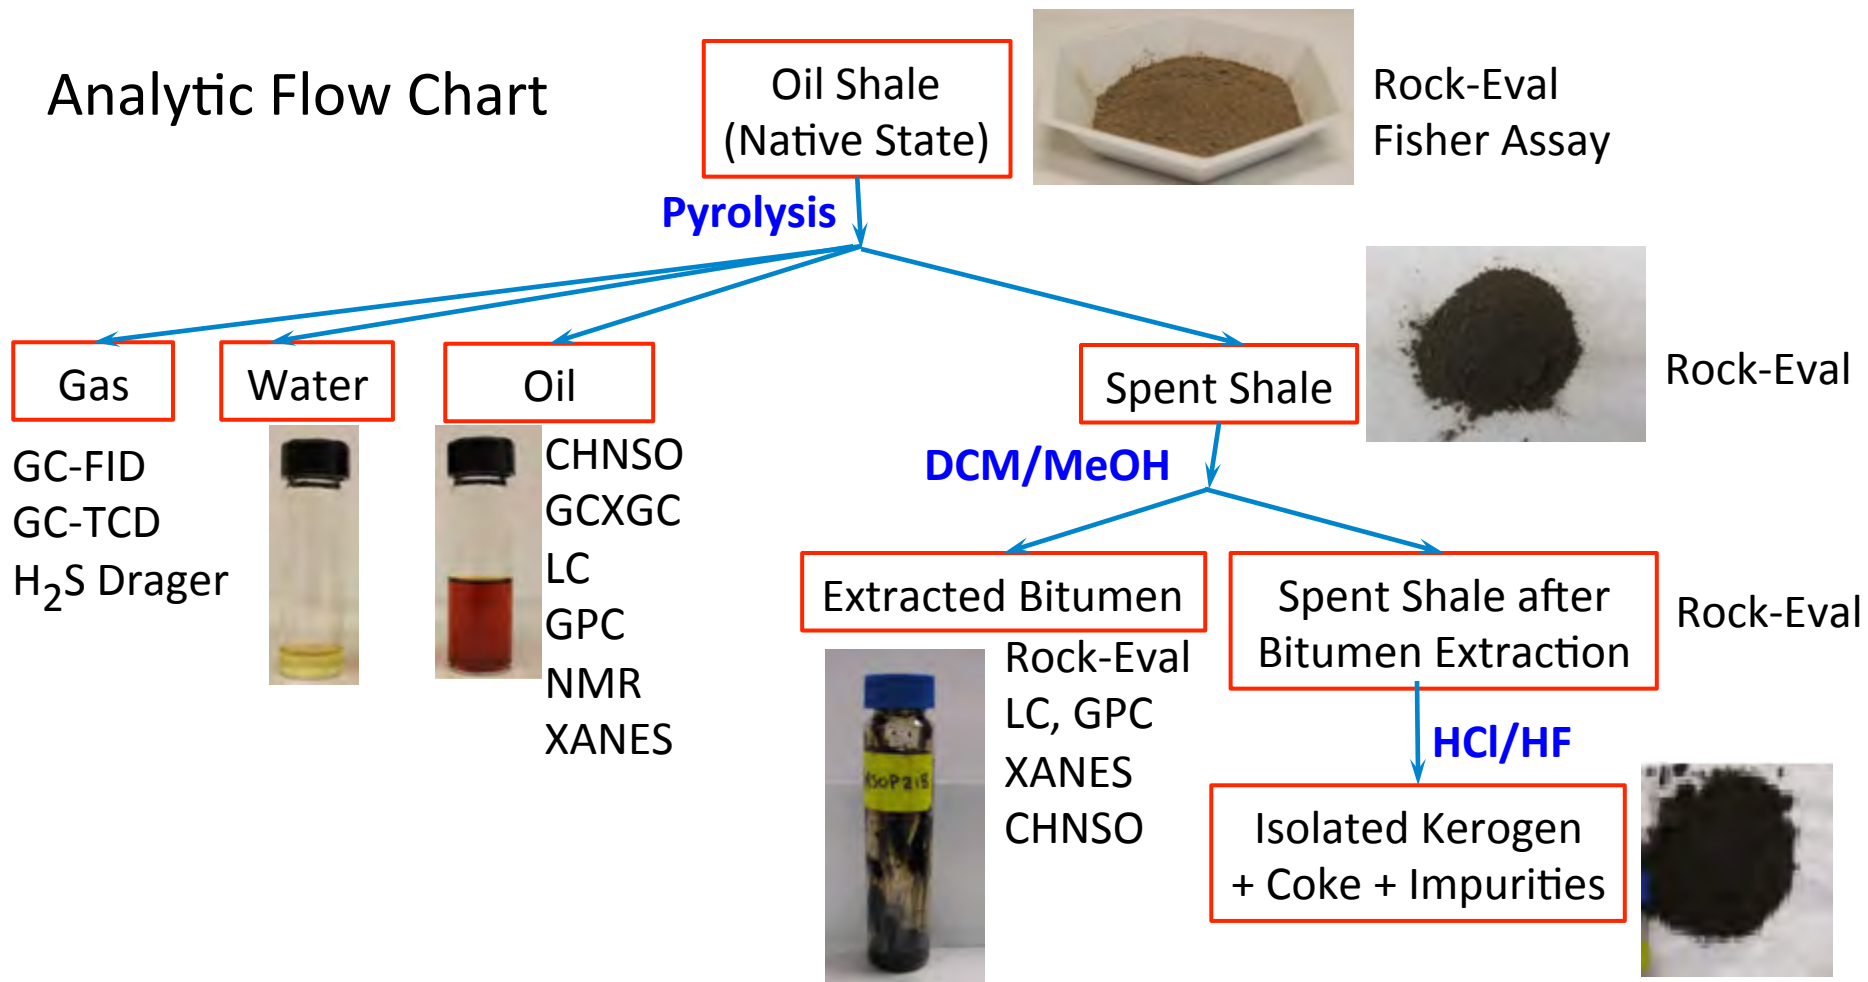 Analytic Flow Chart
Oil Shale
(Native State)
Rock-Eval
Fisher Assay
Pyrolysis
Gas
Water
Oil
Spent Shale
Rock-Eval
GC-FID
GC-TCD
H₂S Drager
CHNSO
GCXGC
LC
GPC
NMR
XANES
DCM/MeOH
Extracted Bitumen
Spent Shale after
Bitumen Extraction
Rock-Eval
Rock-Eval
LC, GPC
XANES
CHNSO
HCl/HF
Isolated Kerogen
+ Coke + Impurities